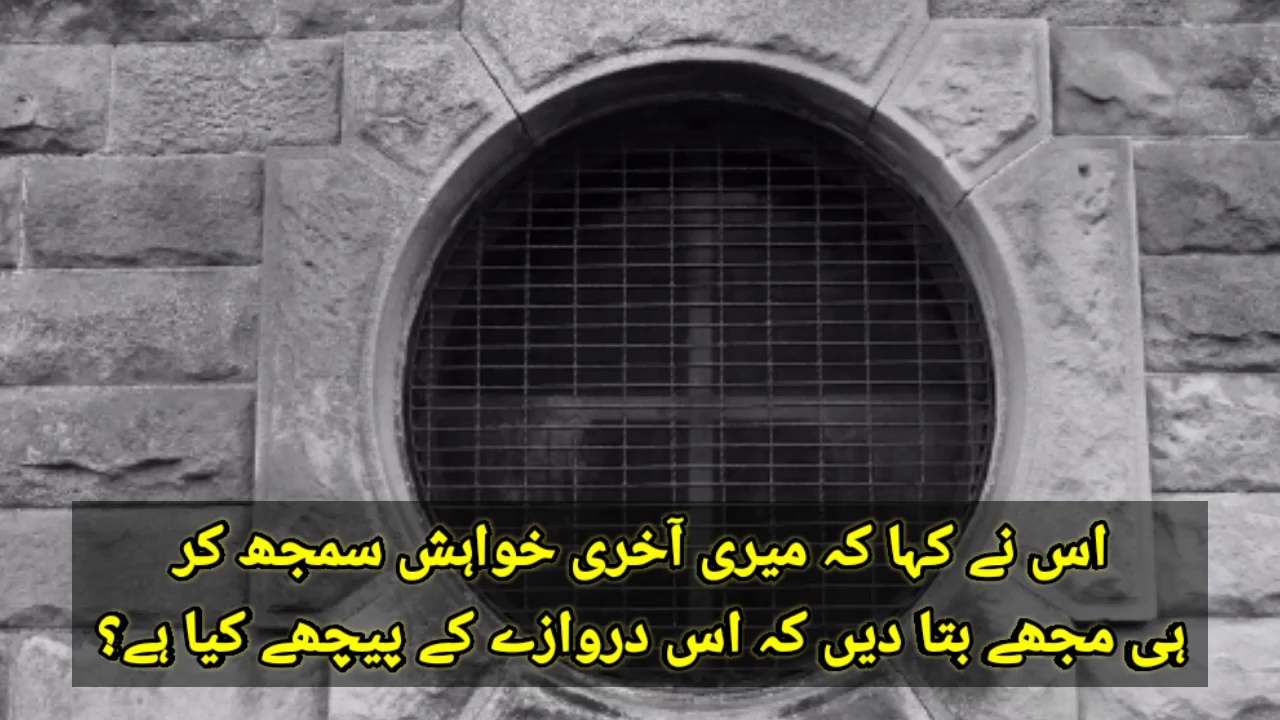 اس نے کہا کہ میری آخری خواہش سمجھ کر
ہی مجھے بتا دیں کہ اس دروازے کے پیچھے کیا ہے؟